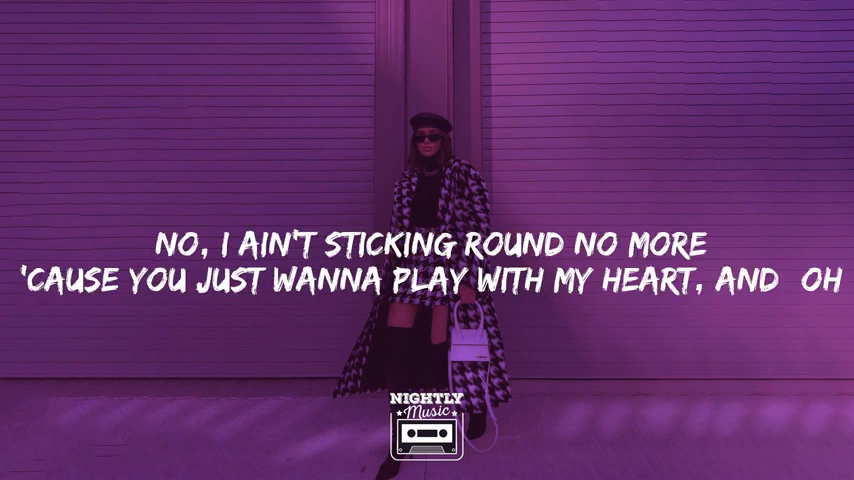 NO, I AIN'T STICKING ROUND NO MORE
'CAUSE YOU JUST WANNA PLAY WITH MY HEART, AND OH
NIGHTLY
Music